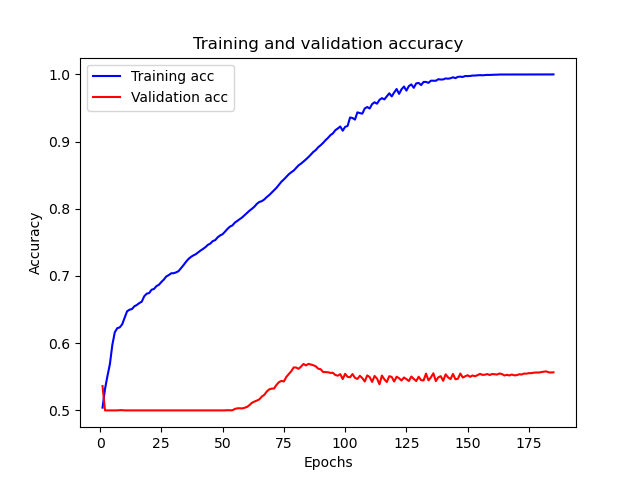 Training and validation accuracy
Training acc
Validation acc
1.0
0.9
0.8
0.7
0.6
0.5
Accuracy
0 25 50 75 100 125 150 175
Epochs